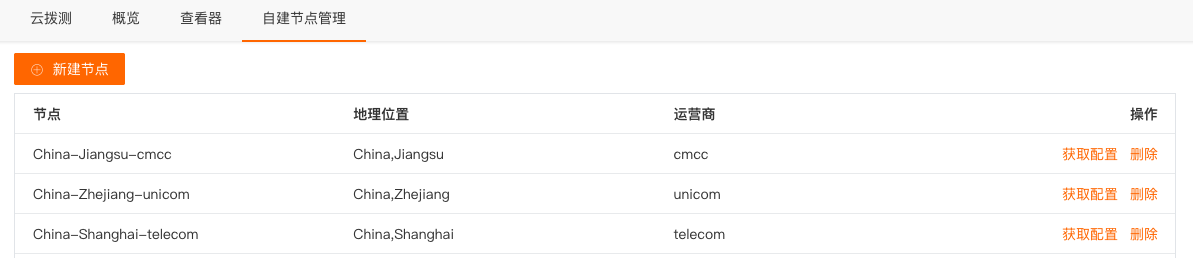 云拨测 概览 查看器 自建节点管理
新建节点
节点 地理位置 运营商 操作
China-Jiangsu-cmcc China,Jiangsu cmcc 获取配置 删除
China-Zhejiang-unicom China,Zhejiang unicom 获取配置 删除
China-Shanghai-telecom China,Shanghai telecom 获取配置 删除